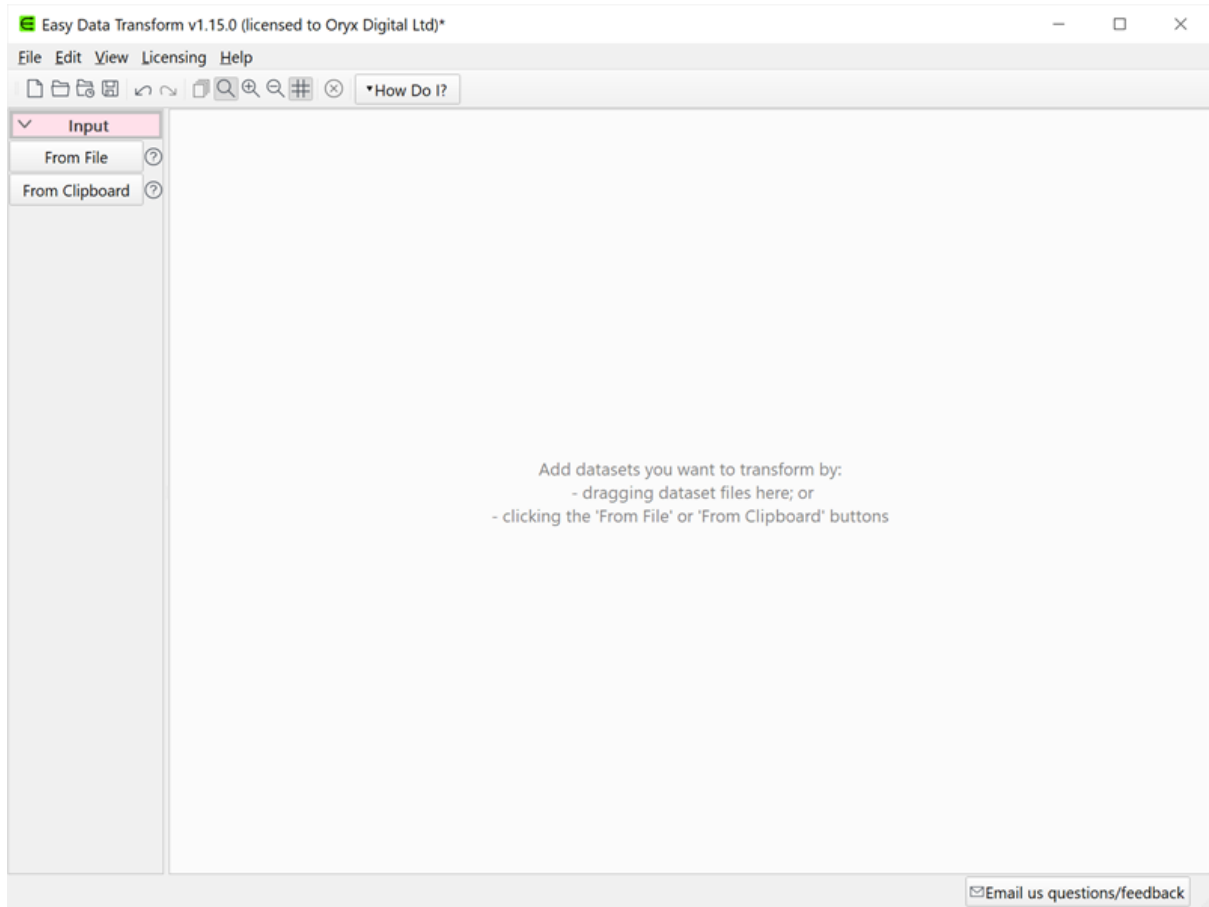 Easy Data Transform v1.15.0 (licensed to Oryx Digital Ltd)*
File Edit View Licensing Help
How Do I?
Input
From File
From Clipboard
Add datasets you want to transform by:
- dragging dataset files here; or
- clicking the 'From File' or 'From Clipboard' buttons
Email us questions/feedback